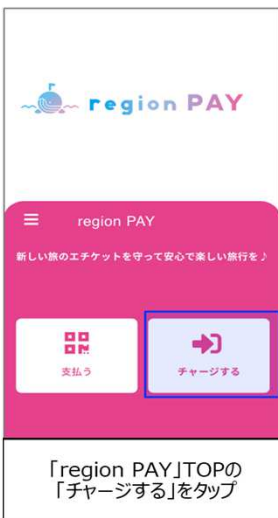 region PAY
region PAY
新しい旅のエチケットを守って安心で楽しい旅行を♪
支払う
チャージする
「region PAY」TOPの
「チャージする」をタップ